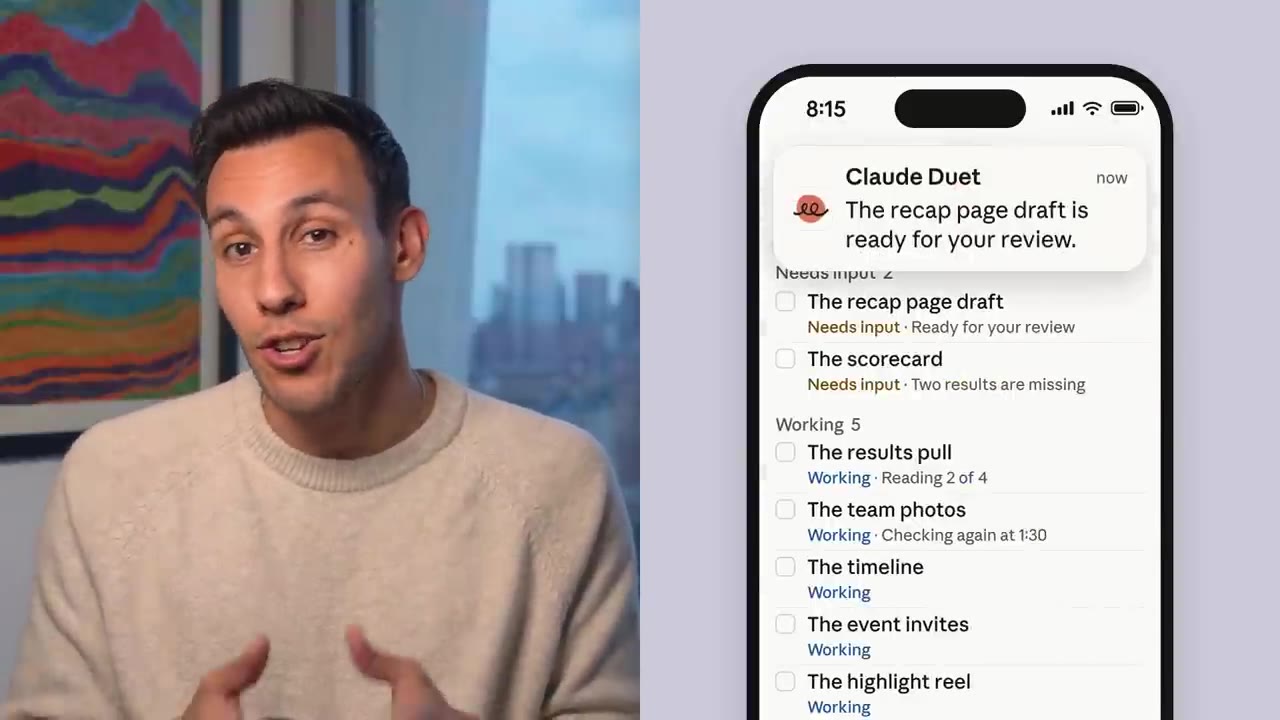 8:15
Claude Duet
now
The recap page draft is
ready for your review.
Needs input 2
The recap page draft
Needs input · Ready for your review
The scorecard
Needs input · Two results are missing
Working 5
The results pull
Working · Reading 2 of 4
The team photos
Working · Checking again at 1:30
The timeline
Working
The event invites
Working
The highlight reel
Working